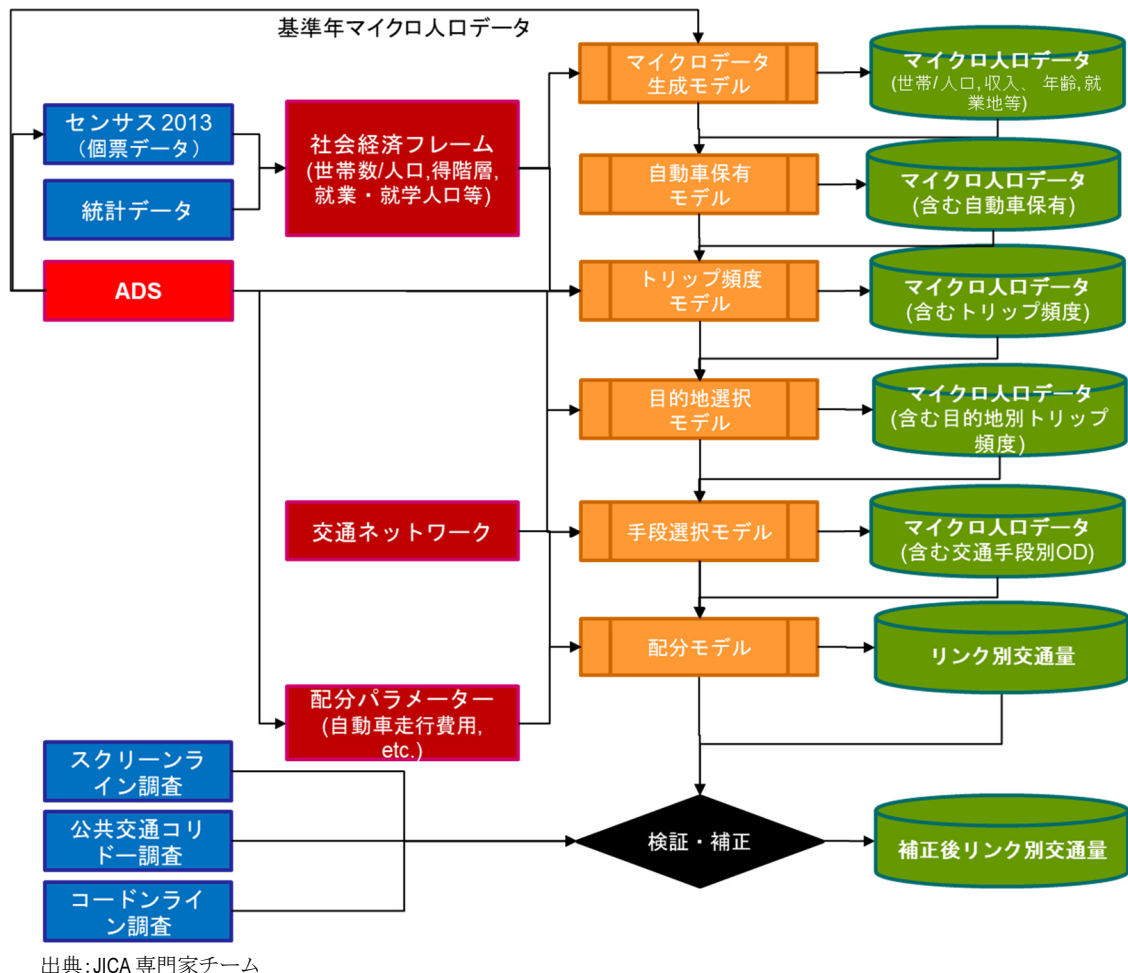 基準年マイクロ人口データ
センサス2013
（個票データ）
統計データ
ADS
社会経済フレーム
(世帯数/人口,得階層,
就業・就学人口等)
交通ネットワーク
配分パラメーター
(自動車走行費用,
etc.)
スクリーンラ
イン調査
公共交通コリ
ドー調査
コードンライ
ン調査
マイクロデータ
生成モデル
自動車保有
モデル
トリップ頻度
モデル
目的地選択
モデル
手段選択モデル
配分モデル
検証・補正
マイクロ人口データ
(世帯/人口,収入、 年齢,就
業地等)
マイクロ人口データ
(含む自動車保有)
マイクロ人口データ
(含むトリップ頻度)
マイクロ人口データ
(含む目的地別トリップ
頻度)
マイクロ人口データ
(含む交通手段別OD)
リンク別交通量
補正後リンク別交通量
出典：JICA 専門家チーム